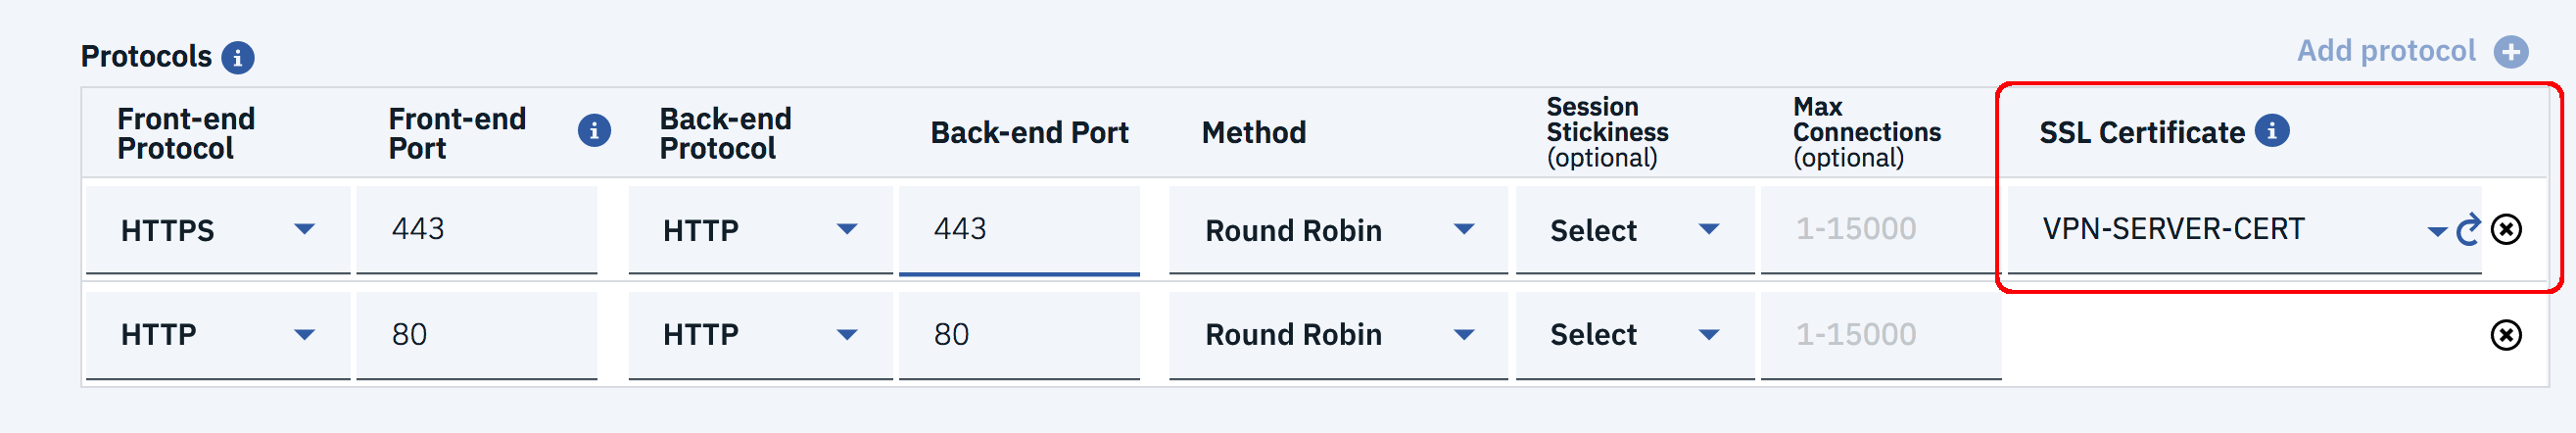 Protocols
Add protocol
Front-end Protocol
Front-end Port
Back-end Protocol
Back-end Port
Method
Session Stickiness (optional)
Max Connections (optional)
SSL Certificate
HTTPS 443 HTTP 443 Round Robin Select 1-15000 VPN-SERVER-CERT
HTTP 80 HTTP 80 Round Robin Select 1-15000